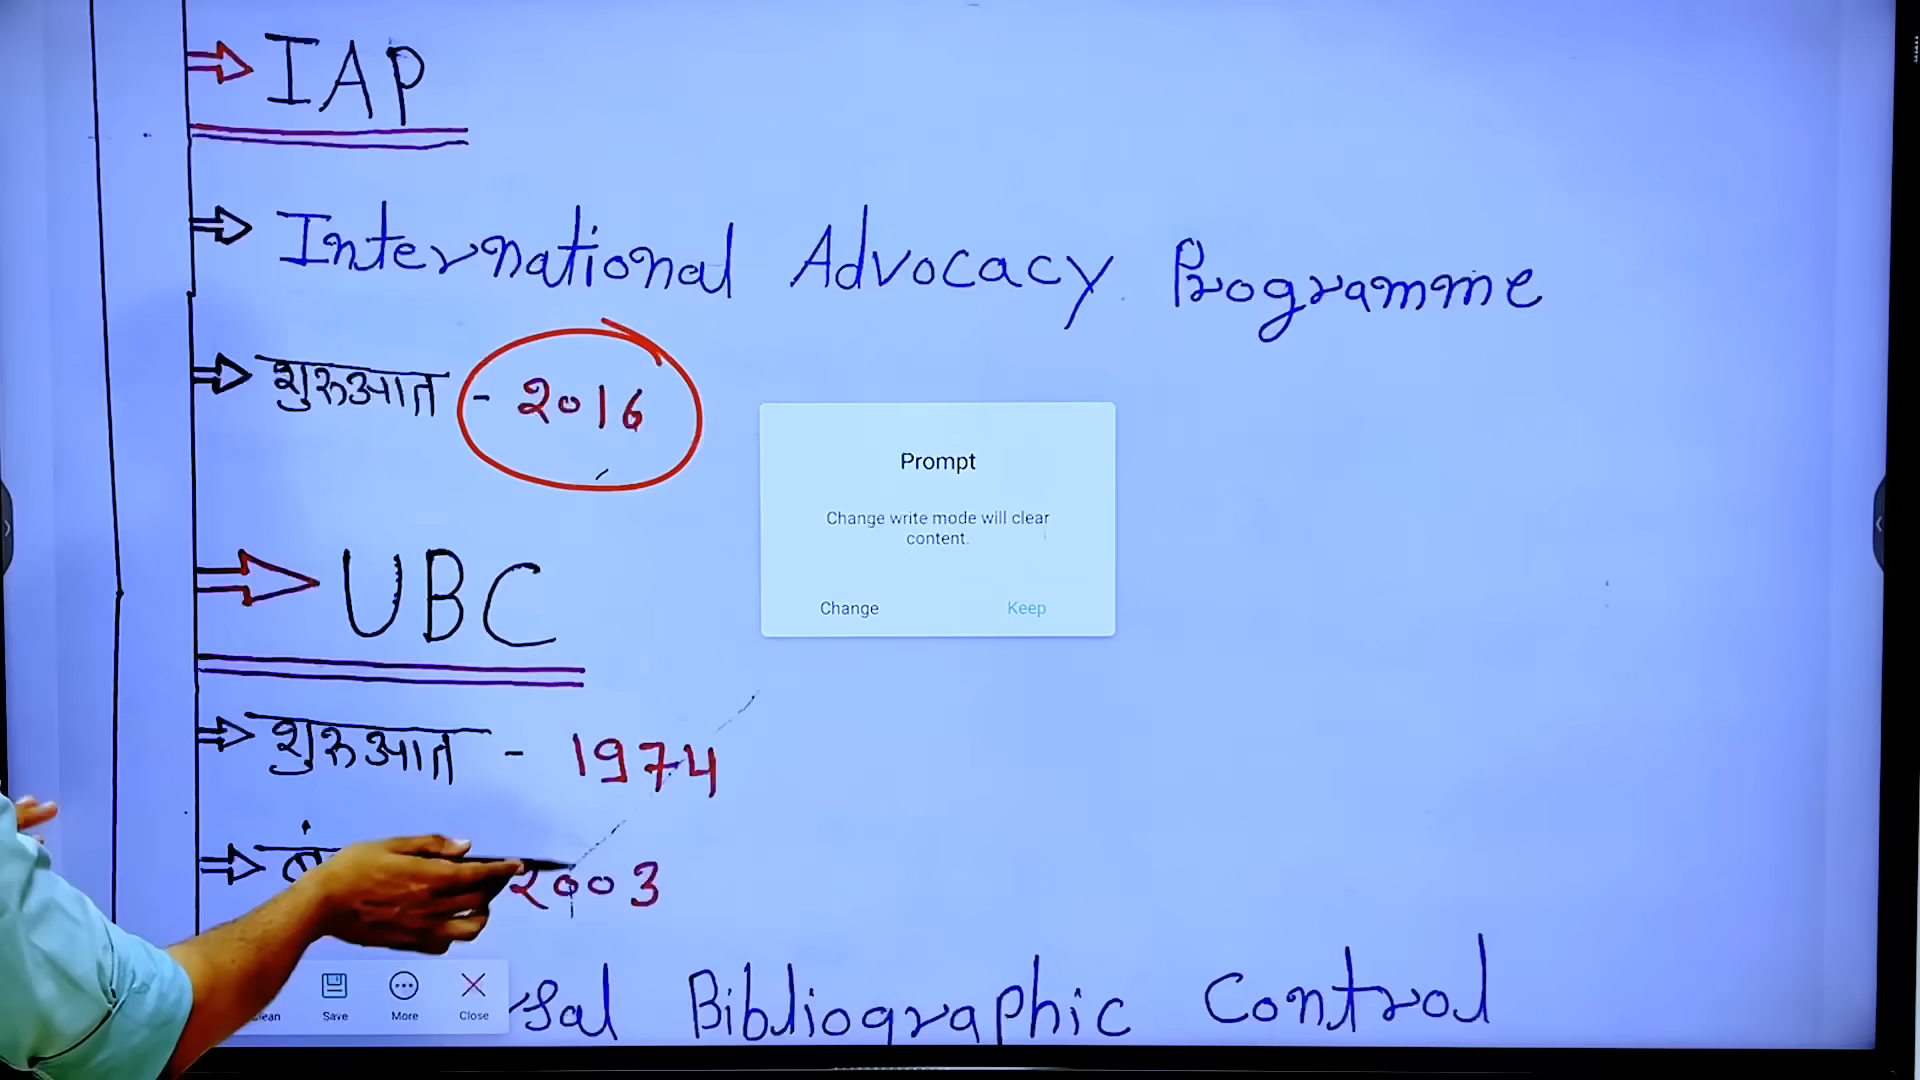 IAP
International Advocacy Programme
शुरुआत - 2016
Prompt
Change write mode will clear
content.
Change Keep
UBC
शुरुआत - 1974
2003
Bibliographic Control
Save More Close